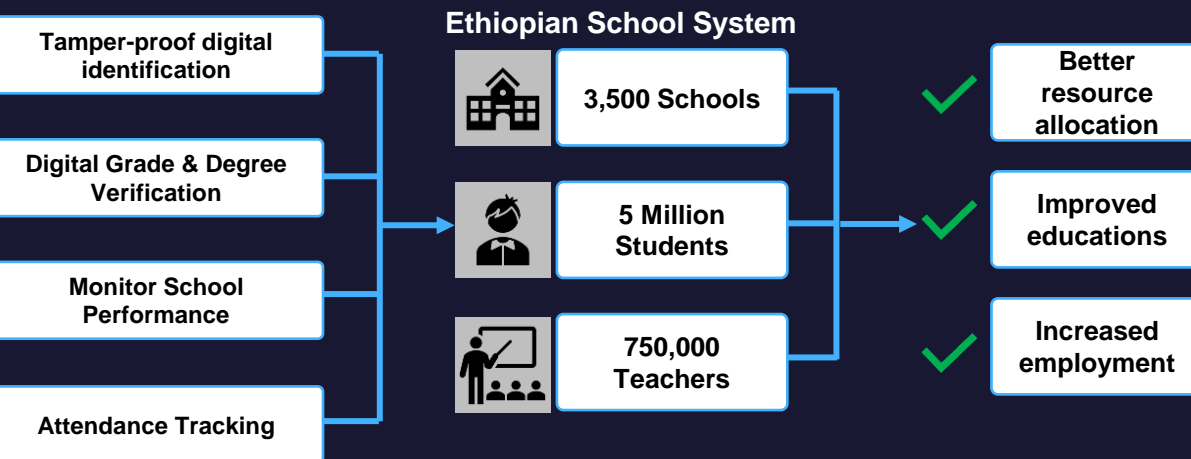 Ethiopian School System
Tamper-proof digital
identification
Digital Grade & Degree
Verification
Monitor School
Performance
Attendance Tracking
3,500 Schools
5 Million
Students
750,000
Teachers
Better
resource
allocation
Improved
educations
Increased
employment